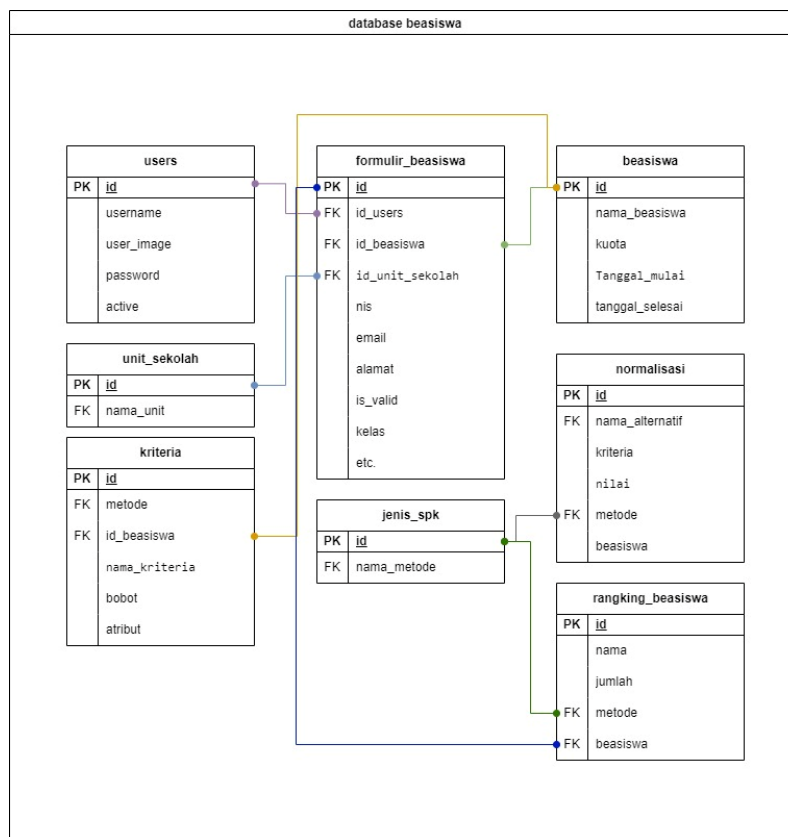 database beasiswa
users
PK id
username
user_image
password
active
unit_sekolah
PK id
FK nama_unit
kriteria
PK id
FK metode
FK id_beasiswa
nama_kriteria
bobot
atribut
formulir_beasiswa
PK id
FK id_users
FK id_beasiswa
FK id_unit_sekolah
nis
email
alamat
is_valid
kelas
etc.
jenis_spk
PK id
FK nama_metode
beasiswa
PK id
nama_beasiswa
kuota
Tanggal_mulai
tanggal_selesai
normalisasi
PK id
FK nama_alternatif
kriteria
nilai
FK metode
beasiswa
rangking_beasiswa
PK id
nama
jumlah
FK metode
FK beasiswa